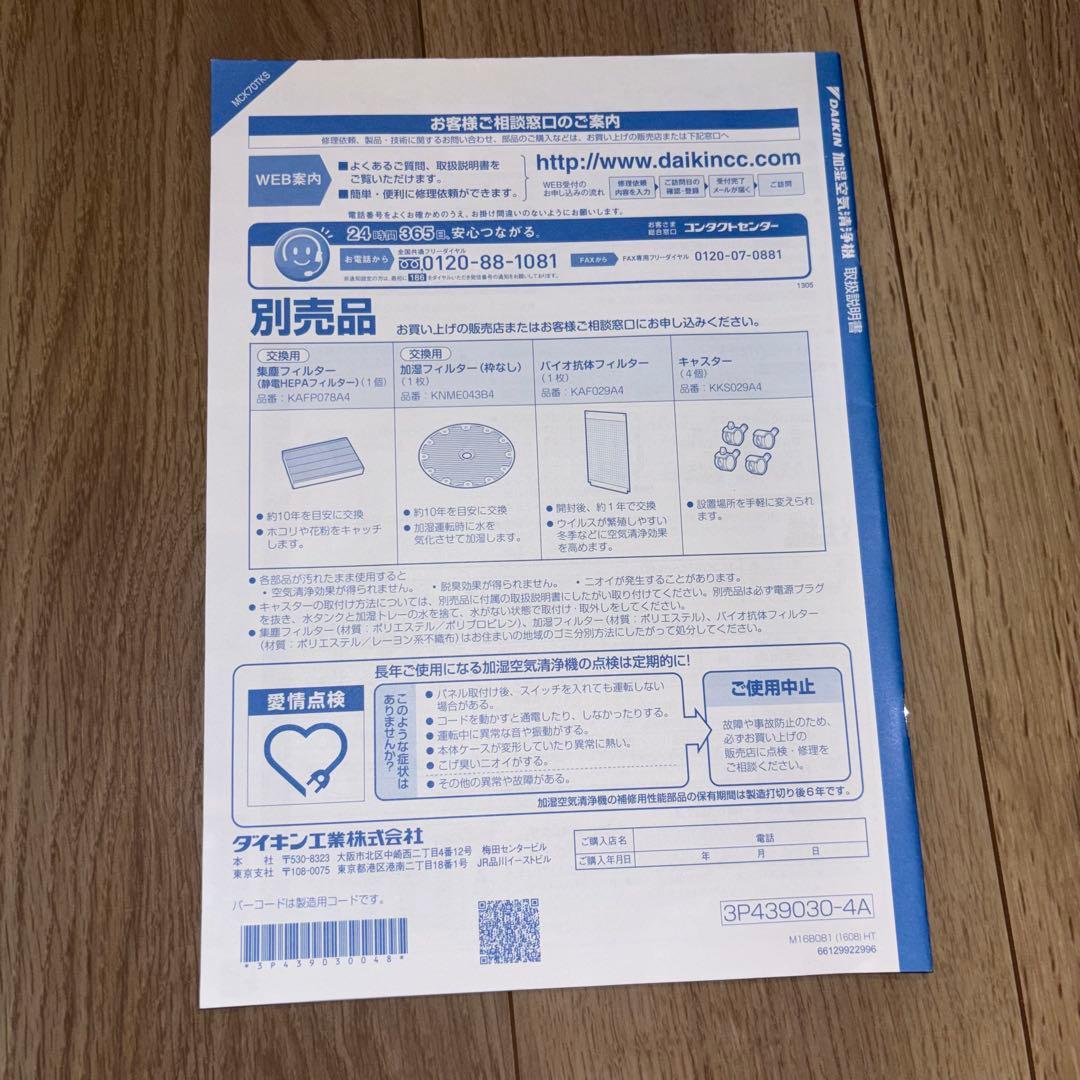 MCK70TKS
DAIKIN 加湿空気清浄機 取扱説明書
お客様ご相談窓口のご案内
修理依頼、製品・技術に関するお問い合わせ、部品のご購入などは、お買い上げの販売店または下記窓口へ
WEB案内
■よくあるご質問、取扱説明書を
ご覧いただけます。
■簡単・便利に修理依頼ができます。
http://www.daikincc.com
WEB受付の
お申し込みの流れ
修理依頼
内容を入力
ご訪問日の
確認・登録
受付完了
メールが届く
ご訪問
電話番号をよくお確かめのうえ、お掛け間違いのないようにお願いします。
24時間365日、安心つながる。
お客さま
総合窓口
コンタクトセンター
お電話から
全国共通フリーダイヤル
0120-88-1081
FAXから
FAX専用フリーダイヤル 0120-07-0881
非通知設定の方は、最初に186をダイヤルいただき発信番号の通知をお願いしております。
1305
別売品
お買い上げの販売店またはお客様ご相談窓口にお申し込みください。
交換用
集塵フィルター
(静電HEPAフィルター)(1個)
品番:KAFP078A4
交換用
加湿フィルター(枠なし)
(1枚)
品番:KNME043B4
バイオ抗体フィルター
(1枚)
品番:KAF029A4
キャスター
(4個)
品番:KKS029A4
● 約10年を目安に交換
● ホコリや花粉をキャッチ
します。
● 約10年を目安に交換
● 加湿運転時に水を
気化させて加湿します。
● 開封後、約1年で交換
● ウイルスが繁殖しやすい
冬季などに空気清浄効果
を高めます。
● 設置場所を手軽に変えられ
ます。
● 各部品が汚れたまま使用すると
・空気清浄効果が得られません。 ・脱臭効果が得られません。 ・ニオイが発生することがあります。
● キャスターの取付け方法については、別売品に付属の取扱説明書にしたがい取り付けてください。別売品は必ず電源プラグ
を抜き、水タンクと加湿トレーの水を捨て、水がない状態で取付け・取外しをしてください。
● 集塵フィルター(材質:ポリエステル/ポリプロピレン)、加湿フィルター(材質:ポリエステル)、バイオ抗体フィルター
(材質:ポリエステル/レーヨン系不織布)はお住まいの地域のゴミ分別方法にしたがって処分してください。
長年ご使用になる加湿空気清浄機の点検は定期的に!
愛情点検
このような症状は
ありませんか?
● パネル取付け後、スイッチを入れても運転しない
場合がある。
● コードを動かすと通電したり、しなかったりする。
● 運転中に異常な音や振動がする。
● 本体ケースが変形していたり異常に熱い。
● こげ臭いニオイがする。
● その他の異常や故障がある。
ご使用中止
故障や事故防止のため、
必ずお買い上げの
販売店に点検・修理を
ご相談ください。
加湿空気清浄機の補修用性能部品の保有期間は製造打切り後6年です。
ダイキン工業株式会社
本 社 〒530-8323 大阪市北区中崎西二丁目4番12号 梅田センタービル
東京支社 〒108-0075 東京都港区港南二丁目18番1号 JR品川イーストビル
ご購入店名 電話
ご購入年月日 年 月 日
バーコードは製造用コードです。
*3P439030048*
3P439030-4A
M16B081 (1608) HT
66129922996